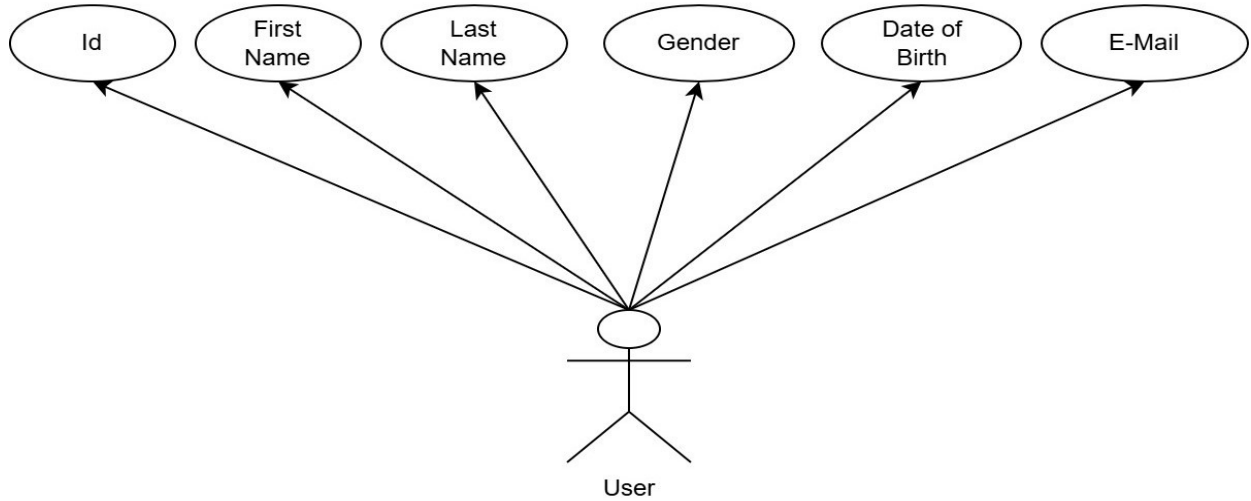 Id
First
Name
Last
Name
Gender
Date of
Birth
E-Mail
User